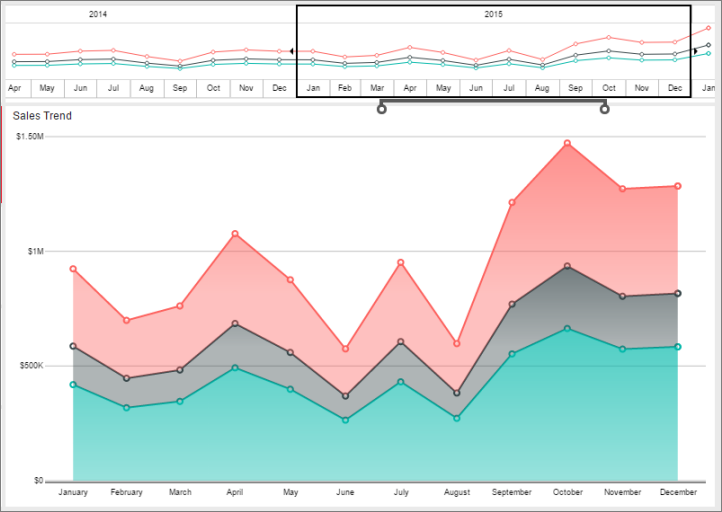 2014 2015
Apr May Jun Jul Aug Sep Oct Nov Dec Jan Feb Mar Apr May Jun Jul Aug Sep Oct Nov Dec Jan
Sales Trend
$1.50M
$1M
$500K
$0
January February March April May June July August September October November December